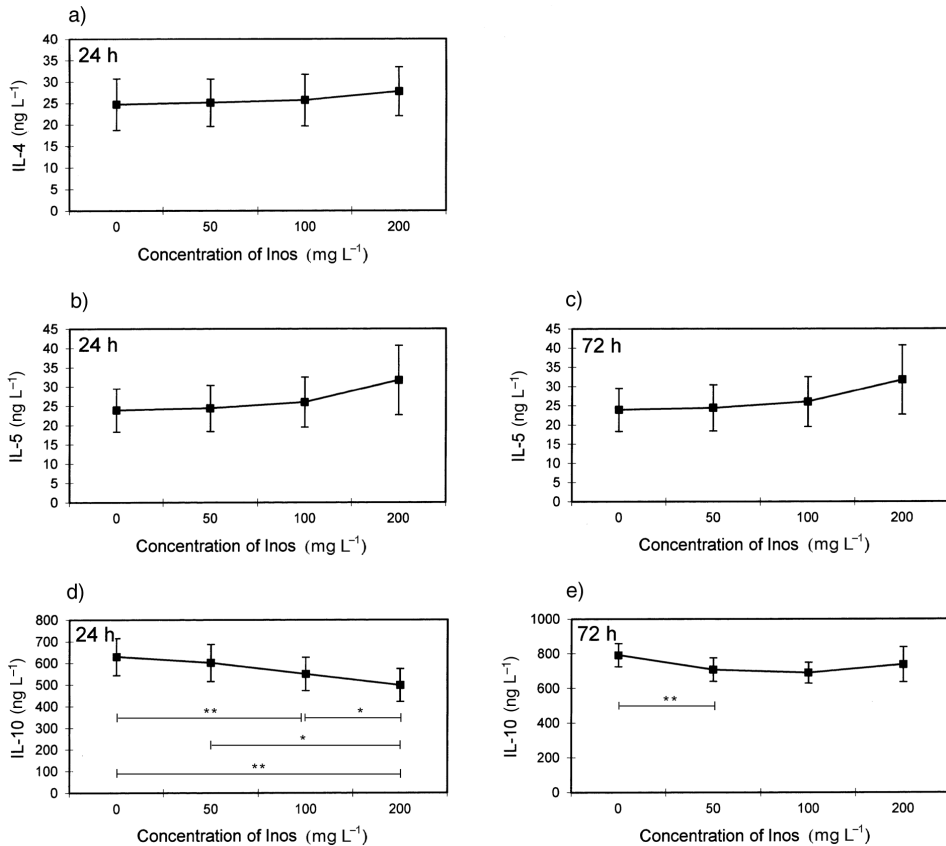 a)
24 h
IL-4 (ng L⁻¹)
40
35
30
25
20
15
10
5
0
0 50 100 200
Concentration of Inos (mg L⁻¹)
b)
24 h
IL-5 (ng L⁻¹)
45
40
35
30
25
20
15
10
5
0
0 50 100 200
Concentration of Inos (mg L⁻¹)
c)
72 h
IL-5 (ng L⁻¹)
45
40
35
30
25
20
15
10
5
0
0 50 100 200
Concentration of Inos (mg L⁻¹)
d)
24 h
IL-10 (ng L⁻¹)
800
700
600
500
400
300
200
100
0
** *
*
**
0 50 100 200
Concentration of Inos (mg L⁻¹)
e)
72 h
IL-10 (ng L⁻¹)
1000
800
600
400
200
0
**
0 50 100 200
Concentration of Inos (mg L⁻¹)